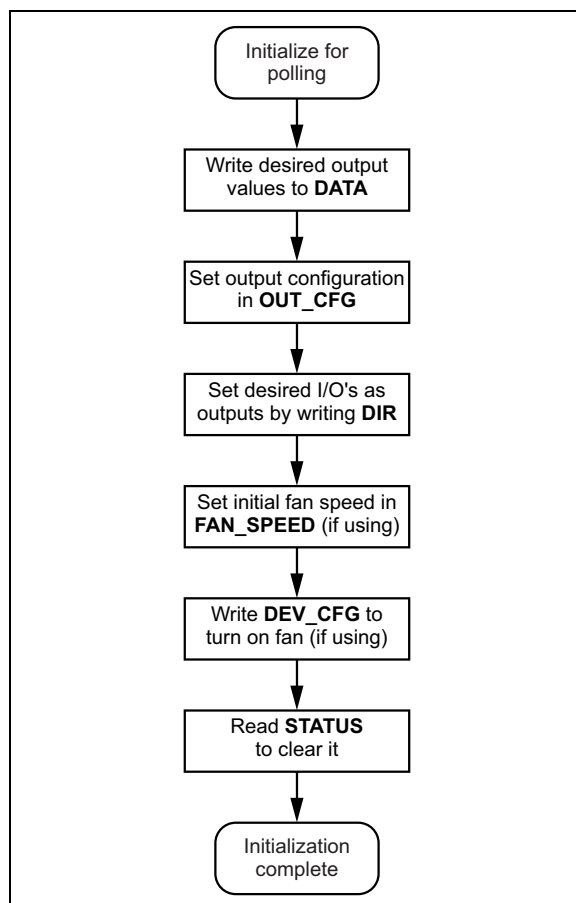 Initialize for
polling
Write desired output
values to DATA
Set output configuration
in OUT_CFG
Set desired I/O's as
outputs by writing DIR
Set initial fan speed in
FAN_SPEED (if using)
Write DEV_CFG to
turn on fan (if using)
Read STATUS
to clear it
Initialization
complete